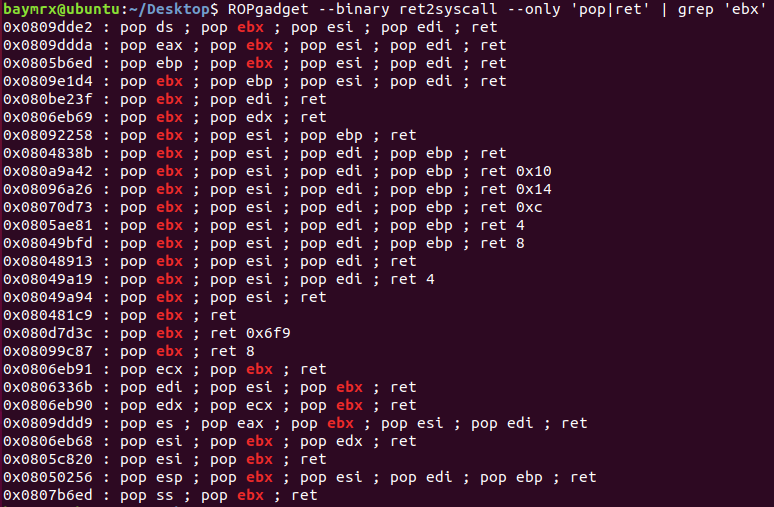 baymrx@ubuntu:~/Desktop$ ROPgadget --binary ret2syscall --only 'pop|ret' | grep 'ebx'
0x0809dde2 : pop ds ; pop ebx ; pop esi ; pop edi ; ret
0x0809ddda : pop eax ; pop ebx ; pop esi ; pop edi ; ret
0x0805b6ed : pop ebp ; pop ebx ; pop esi ; pop edi ; ret
0x0809e1d4 : pop ebx ; pop ebp ; pop esi ; pop edi ; ret
0x080be23f : pop ebx ; pop edi ; ret
0x0806eb69 : pop ebx ; pop edx ; ret
0x08092258 : pop ebx ; pop esi ; pop ebp ; ret
0x0804838b : pop ebx ; pop esi ; pop edi ; pop ebp ; ret
0x080a9a42 : pop ebx ; pop esi ; pop edi ; pop ebp ; ret 0x10
0x08096a26 : pop ebx ; pop esi ; pop edi ; pop ebp ; ret 0x14
0x08070d73 : pop ebx ; pop esi ; pop edi ; pop ebp ; ret 0xc
0x0805ae81 : pop ebx ; pop esi ; pop edi ; pop ebp ; ret 4
0x08049bfd : pop ebx ; pop esi ; pop edi ; pop ebp ; ret 8
0x08048913 : pop ebx ; pop esi ; pop edi ; ret
0x08049a19 : pop ebx ; pop esi ; pop edi ; ret 4
0x08049a94 : pop ebx ; pop esi ; ret
0x080481c9 : pop ebx ; ret
0x080d7d3c : pop ebx ; ret 0x6f9
0x08099c87 : pop ebx ; ret 8
0x0806eb91 : pop ecx ; pop ebx ; ret
0x0806336b : pop edi ; pop esi ; pop ebx ; ret
0x0806eb90 : pop edx ; pop ecx ; pop ebx ; ret
0x0809ddd9 : pop es ; pop eax ; pop ebx ; pop esi ; pop edi ; ret
0x0806eb68 : pop esi ; pop ebx ; pop edx ; ret
0x0805c820 : pop esi ; pop ebx ; ret
0x08050256 : pop esp ; pop ebx ; pop esi ; pop edi ; pop ebp ; ret
0x0807b6ed : pop ss ; pop ebx ; ret